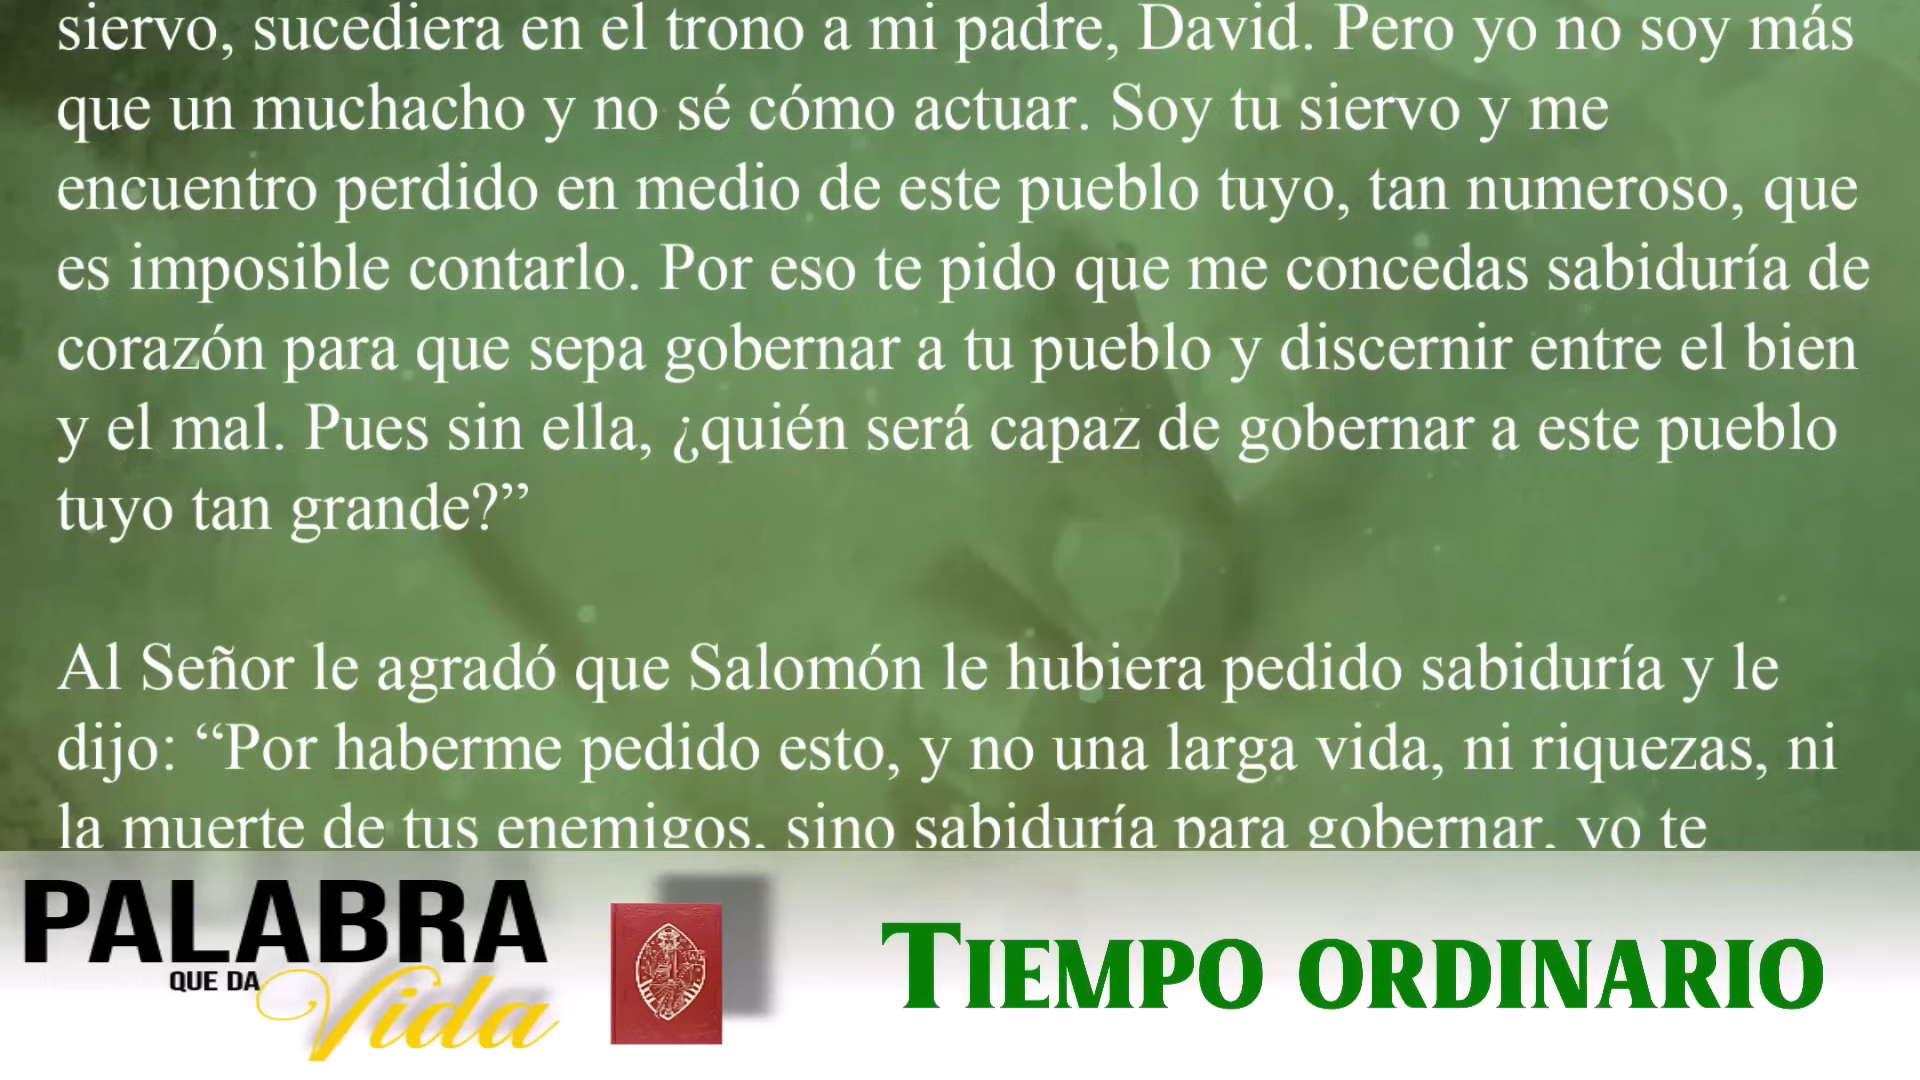 siervo, sucediera en el trono a mi padre, David. Pero yo no soy más
que un muchacho y no sé cómo actuar. Soy tu siervo y me
encuentro perdido en medio de este pueblo tuyo, tan numeroso, que
es imposible contarlo. Por eso te pido que me concedas sabiduría de
corazón para que sepa gobernar a tu pueblo y discernir entre el bien
y el mal. Pues sin ella, ¿quién será capaz de gobernar a este pueblo
tuyo tan grande?”
Al Señor le agradó que Salomón le hubiera pedido sabiduría y le
dijo: “Por haberme pedido esto, y no una larga vida, ni riquezas, ni
la muerte de tus enemigos, sino sabiduría para gobernar, yo te
PALABRA
QUE DA
Vida
TIEMPO ORDINARIO